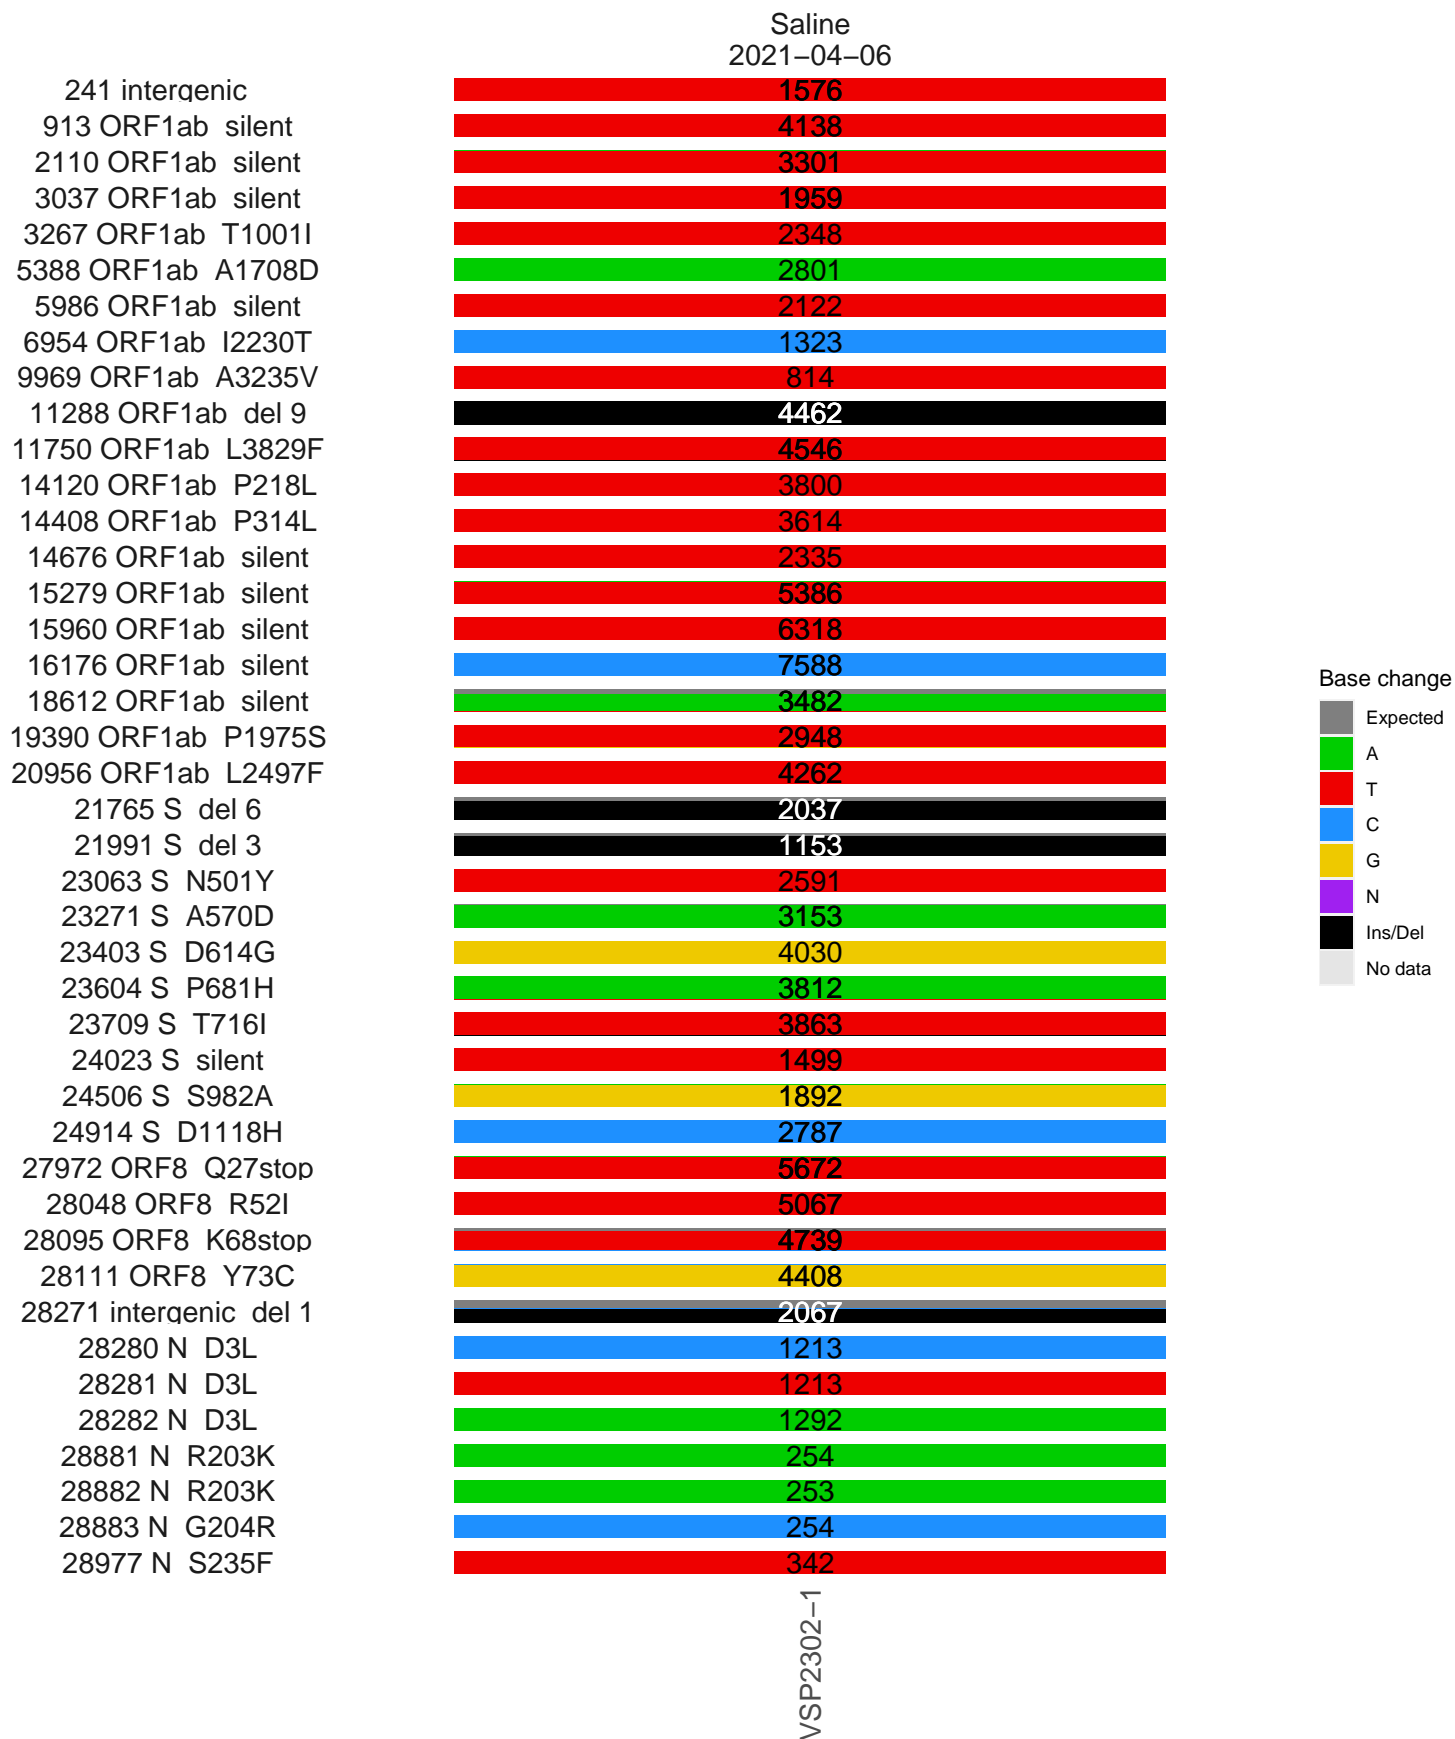 Saline
2021−04−06
241 intergenic 1576
913 ORF1ab silent 4138
2110 ORF1ab silent 3301
3037 ORF1ab silent 1959
3267 ORF1ab T1001I 2348
5388 ORF1ab A1708D 2801
5986 ORF1ab silent 2122
6954 ORF1ab I2230T 1323
9969 ORF1ab A3235V 814
11288 ORF1ab del 9 4462
11750 ORF1ab L3829F 4546
14120 ORF1ab P218L 3800
14408 ORF1ab P314L 3614
14676 ORF1ab silent 2335
15279 ORF1ab silent 5386
15960 ORF1ab silent 6318
16176 ORF1ab silent 7588
18612 ORF1ab silent 3482
19390 ORF1ab P1975S 2948
20956 ORF1ab L2497F 4262
21765 S del 6 2037
21991 S del 3 1153
23063 S N501Y 2591
23271 S A570D 3153
23403 S D614G 4030
23604 S P681H 3812
23709 S T716I 3863
24023 S silent 1499
24506 S S982A 1892
24914 S D1118H 2787
27972 ORF8 Q27stop 5672
28048 ORF8 R52I 5067
28095 ORF8 K68stop 4739
28111 ORF8 Y73C 4408
28271 intergenic del 1 2067
28280 N D3L 1213
28281 N D3L 1213
28282 N D3L 1292
28881 N R203K 254
28882 N R203K 253
28883 N G204R 254
28977 N S235F 342
VSP2302−1
Base change
Expected
A
T
C
G
N
Ins/Del
No data